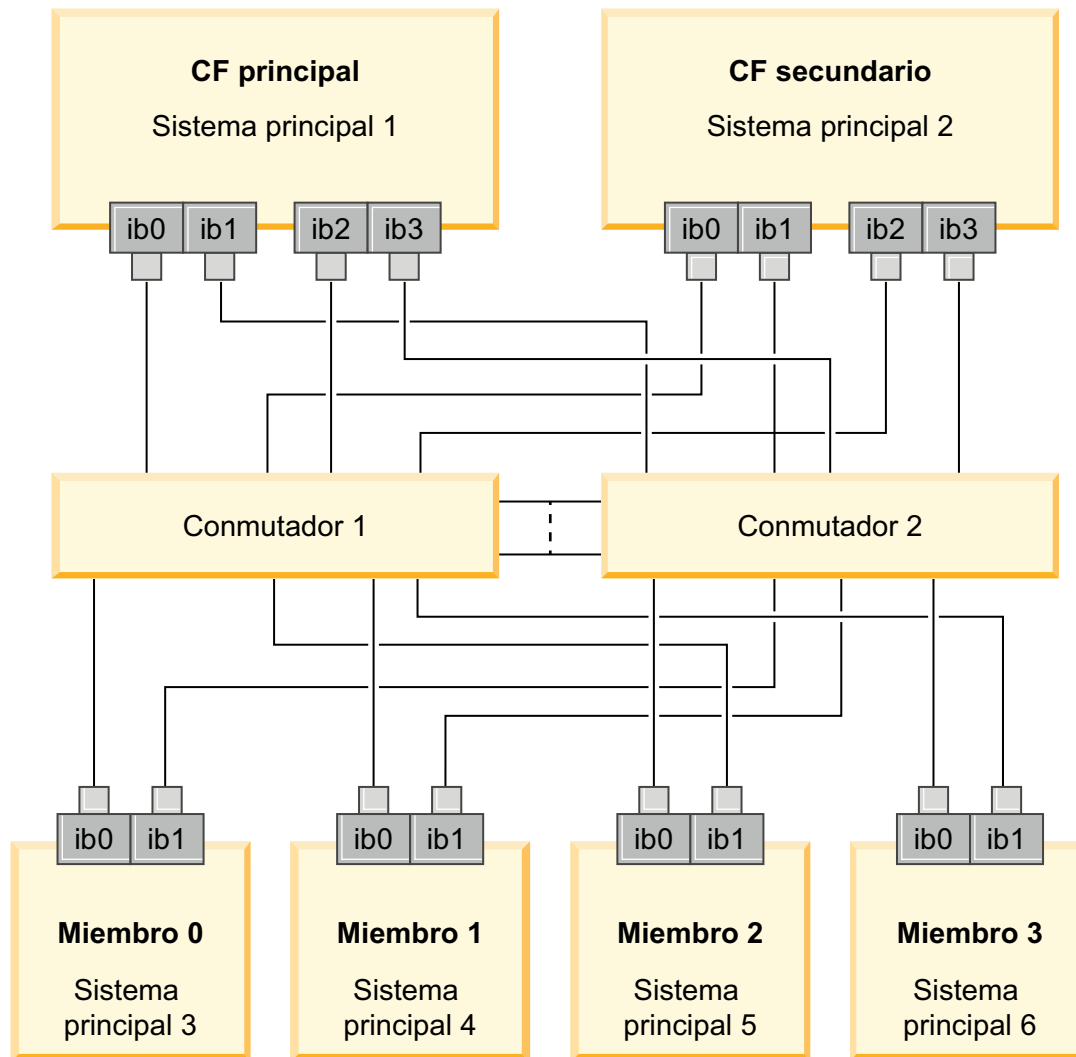 CF principal
Sistema principal 1
CF secundario
Sistema principal 2
ib0 ib1 ib2 ib3
ib0 ib1 ib2 ib3
Conmutador 1
Conmutador 2
ib0 ib1
ib0 ib1
ib0 ib1
ib0 ib1
Miembro 0
Sistema
principal 3
Miembro 1
Sistema
principal 4
Miembro 2
Sistema
principal 5
Miembro 3
Sistema
principal 6